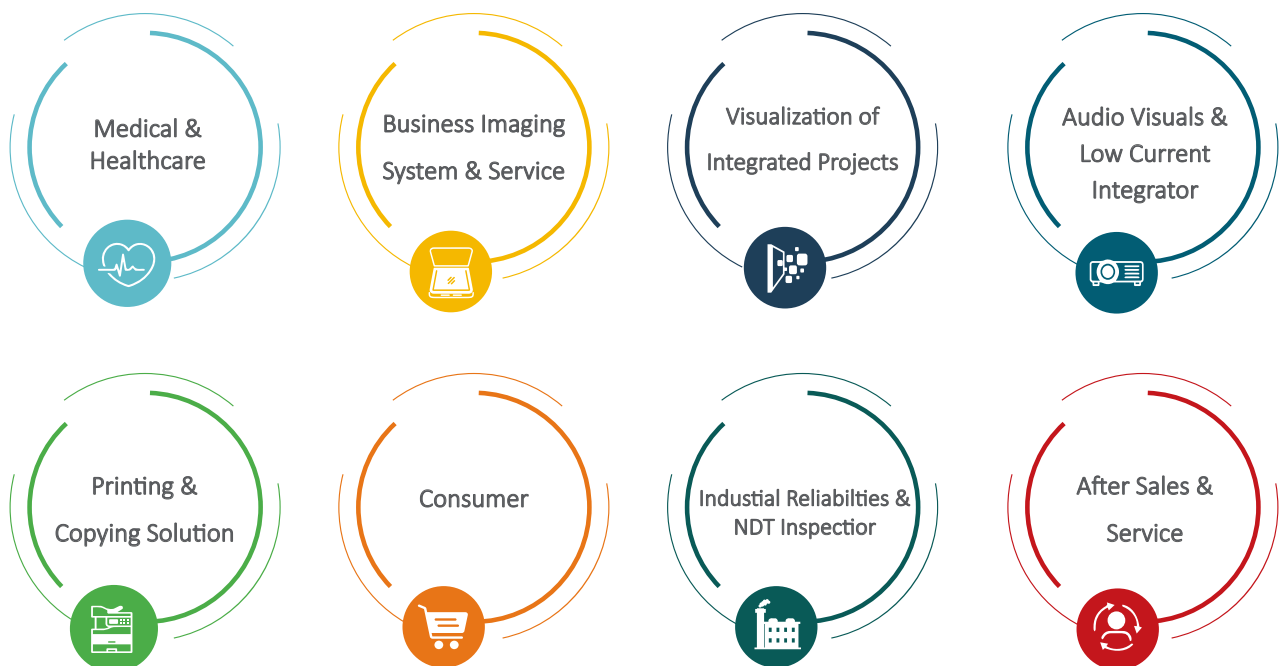 Medical &
Healthcare
Business Imaging
System & Service
Visualization of
Integrated Projects
Audio Visuals &
Low Current
Integrator
Printing &
Copying Solution
Consumer
Industial Reliabilties &
NDT Inspectior
After Sales &
Service